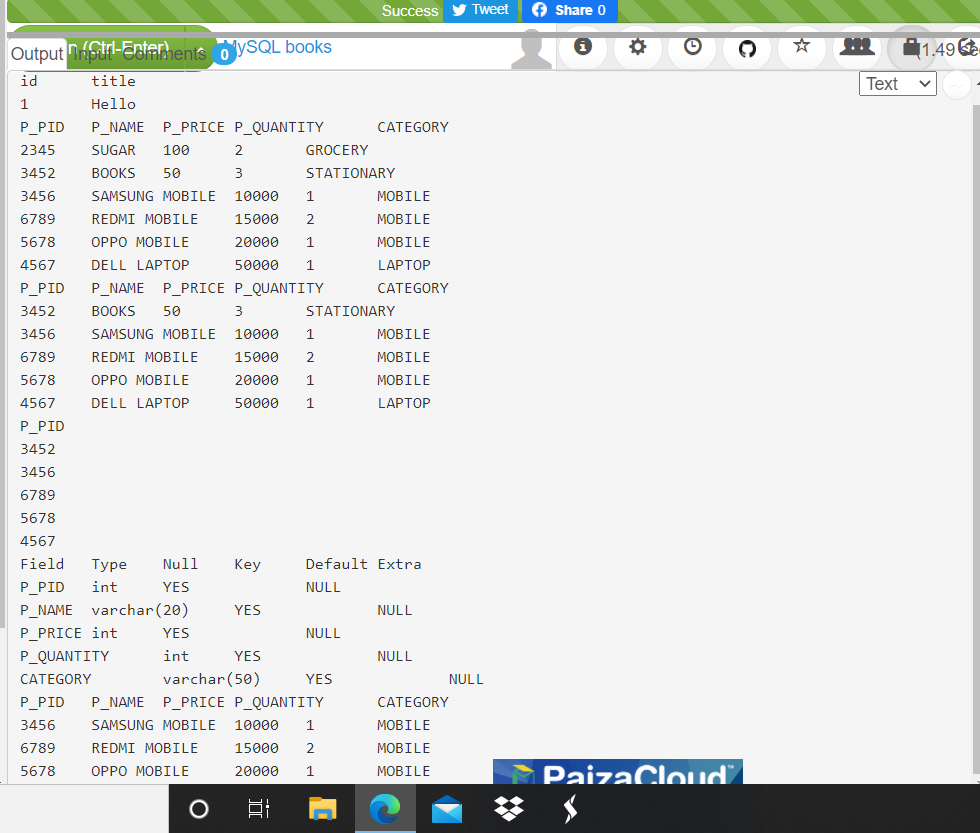 Success Tweet Share 0
n (Ctrl-Enter) MySQL books
Output Input Comments 0 (1.49 sec
Text
id title
1 Hello
P_PID P_NAME P_PRICE P_QUANTITY CATEGORY
2345 SUGAR 100 2 GROCERY
3452 BOOKS 50 3 STATIONARY
3456 SAMSUNG MOBILE 10000 1 MOBILE
6789 REDMI MOBILE 15000 2 MOBILE
5678 OPPO MOBILE 20000 1 MOBILE
4567 DELL LAPTOP 50000 1 LAPTOP
P_PID P_NAME P_PRICE P_QUANTITY CATEGORY
3452 BOOKS 50 3 STATIONARY
3456 SAMSUNG MOBILE 10000 1 MOBILE
6789 REDMI MOBILE 15000 2 MOBILE
5678 OPPO MOBILE 20000 1 MOBILE
4567 DELL LAPTOP 50000 1 LAPTOP
P_PID
3452
3456
6789
5678
4567
Field Type Null Key Default Extra
P_PID int YES NULL
P_NAME varchar(20) YES NULL
P_PRICE int YES NULL
P_QUANTITY int YES NULL
CATEGORY varchar(50) YES NULL
P_PID P_NAME P_PRICE P_QUANTITY CATEGORY
3456 SAMSUNG MOBILE 10000 1 MOBILE
6789 REDMI MOBILE 15000 2 MOBILE
5678 OPPO MOBILE 20000 1 MOBILE
PaizaCloud™